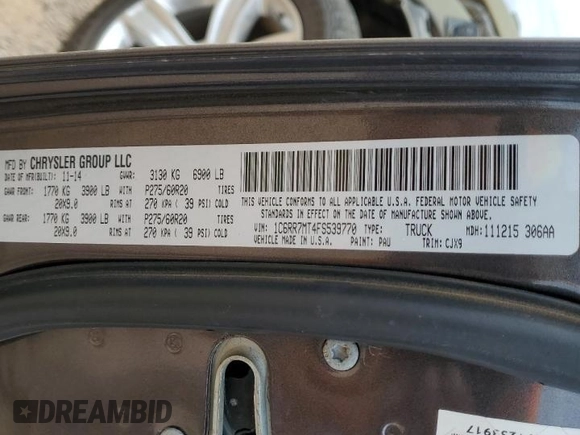 MFD BY CHRYSLER GROUP LLC
DATE OF MFR(BUILT): 11-14 GVWR: 3130 KG 6900 LB
GAWR FRONT: 1770 KG 3900 LB WITH P275/60R20 TIRES
20X9.0 RIMS AT 270 KPA ( 39 PSI) COLD
GAWR REAR: 1770 KG 3900 LB WITH P275/60R20 TIRES
20X9.0 RIMS AT 270 KPA ( 39 PSI) COLD
THIS VEHICLE CONFORMS TO ALL APPLICABLE U.S.A. FEDERAL MOTOR VEHICLE SAFETY
STANDARDS IN EFFECT ON THE DATE OF MANUFACTURE SHOWN ABOVE.
VIN: 1C6RR7MT4FS539770 TYPE: TRUCK MDH: 111215 306AA
VEHICLE MADE IN U.S.A. PAINT: PAU TRIM: CJX9
DREAMBID